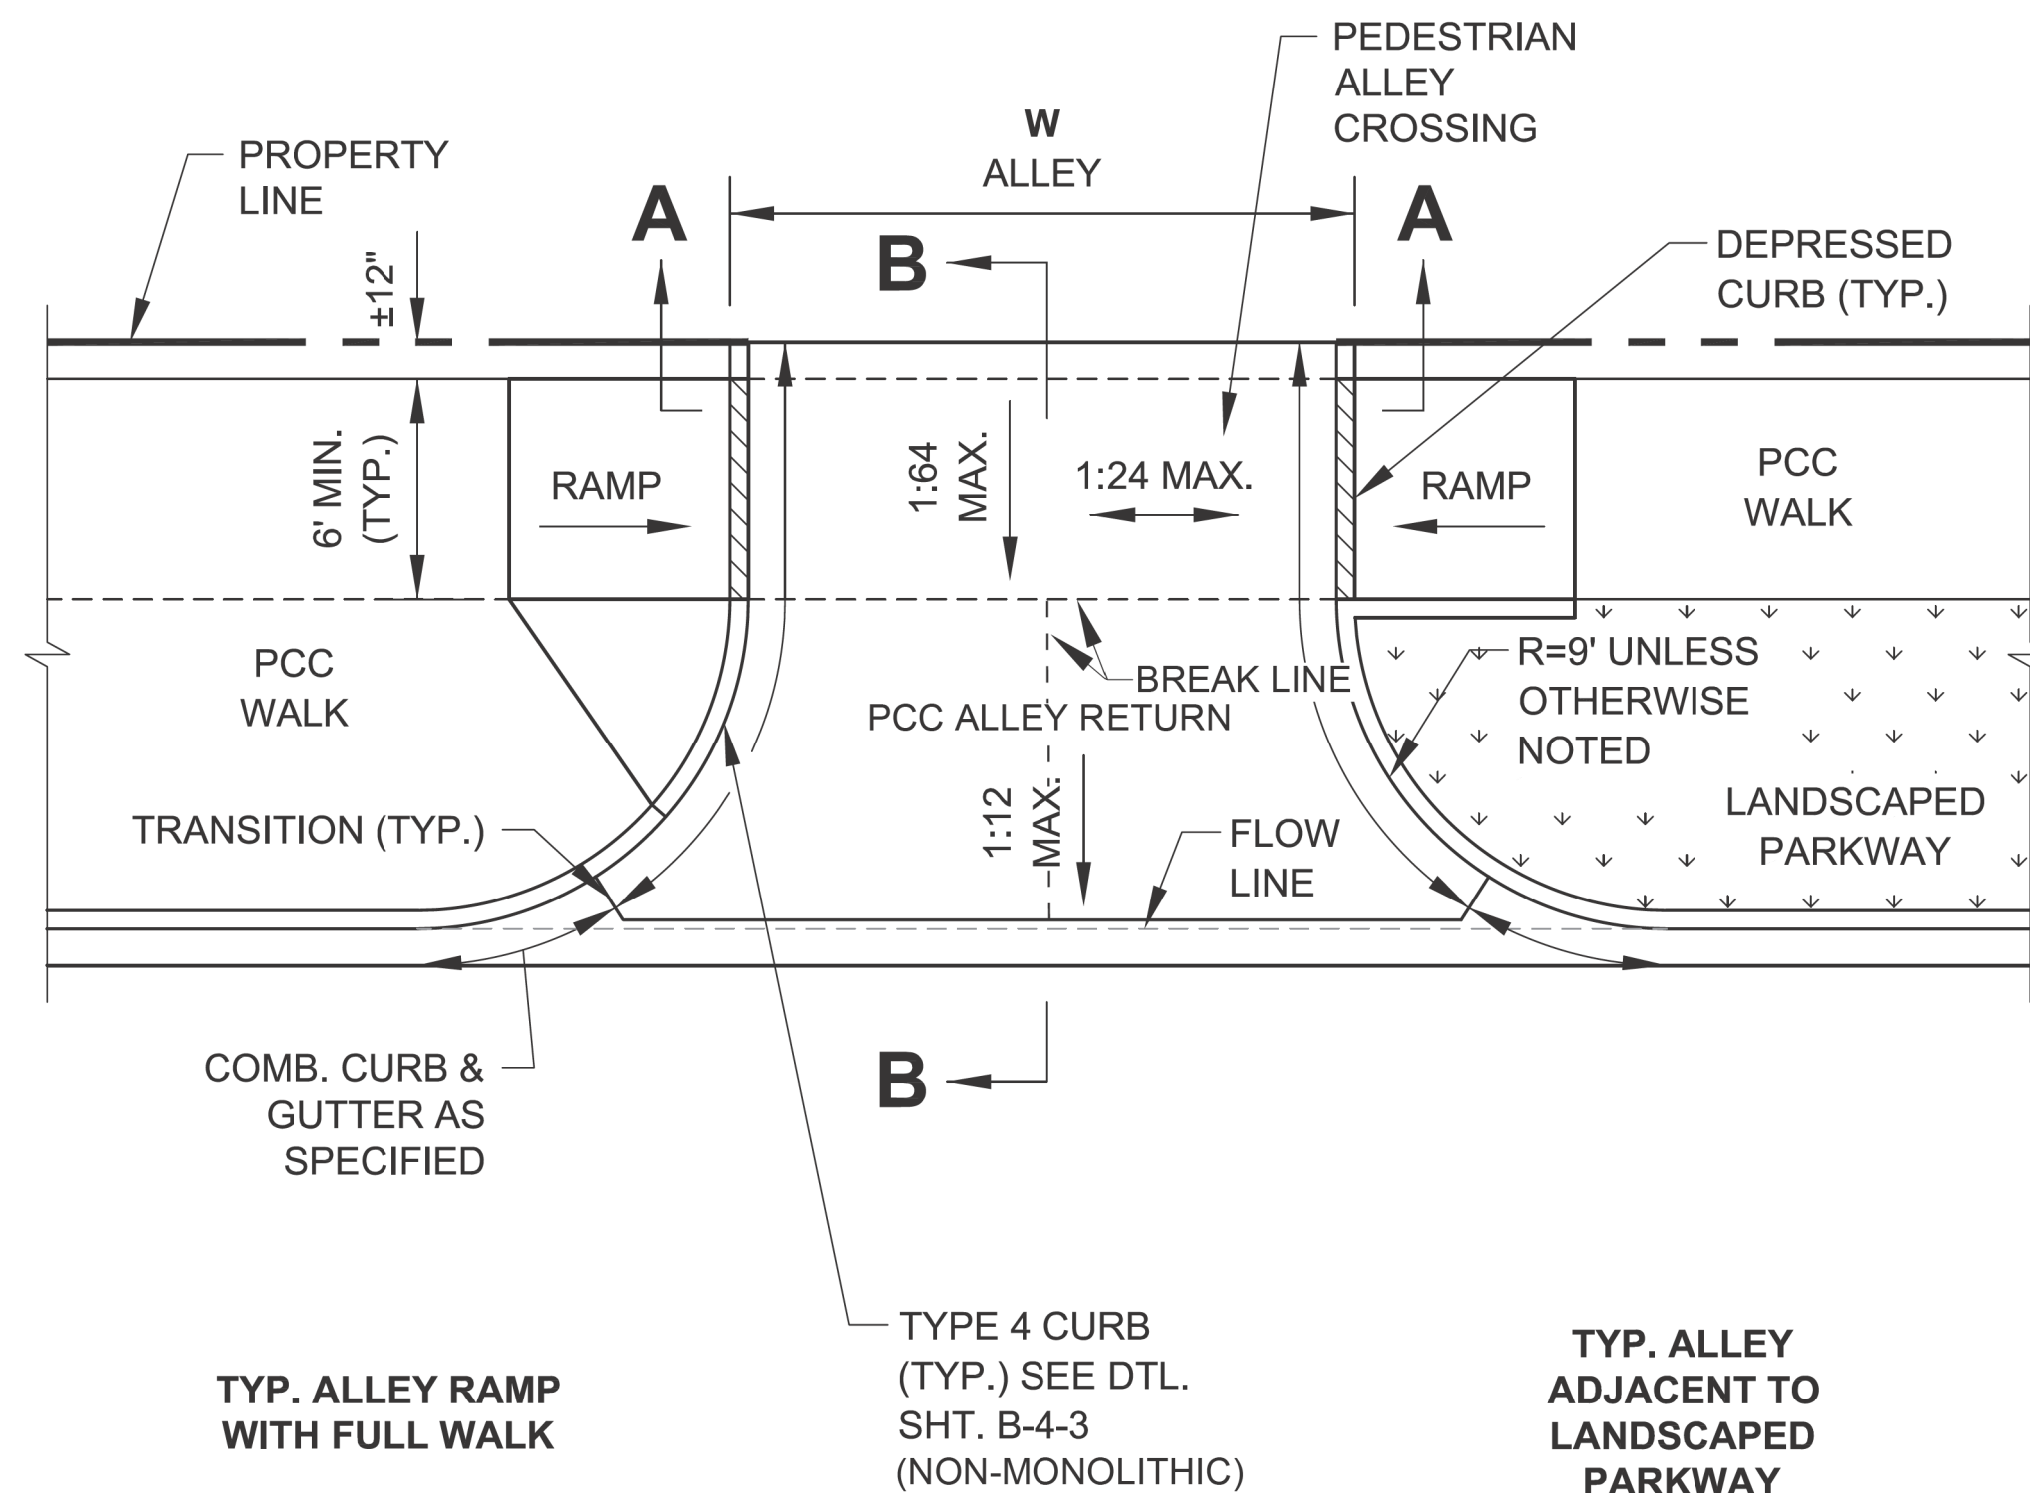 PEDESTRIAN
ALLEY
CROSSING
W
ALLEY
PROPERTY
LINE
A
A
B
DEPRESSED
CURB (TYP.)
±12"
6' MIN.
(TYP.)
RAMP
1:64
MAX.
1:24 MAX.
RAMP
PCC
WALK
PCC
WALK
BREAK LINE
PCC ALLEY RETURN
R=9' UNLESS
OTHERWISE
NOTED
TRANSITION (TYP.)
1:12
MAX.
FLOW
LINE
LANDSCAPED
PARKWAY
COMB. CURB &
GUTTER AS
SPECIFIED
B
TYPE 4 CURB
(TYP.) SEE DTL.
SHT. B-4-3
(NON-MONOLITHIC)
TYP. ALLEY RAMP
WITH FULL WALK
TYP. ALLEY
ADJACENT TO
LANDSCAPED
PARKWAY